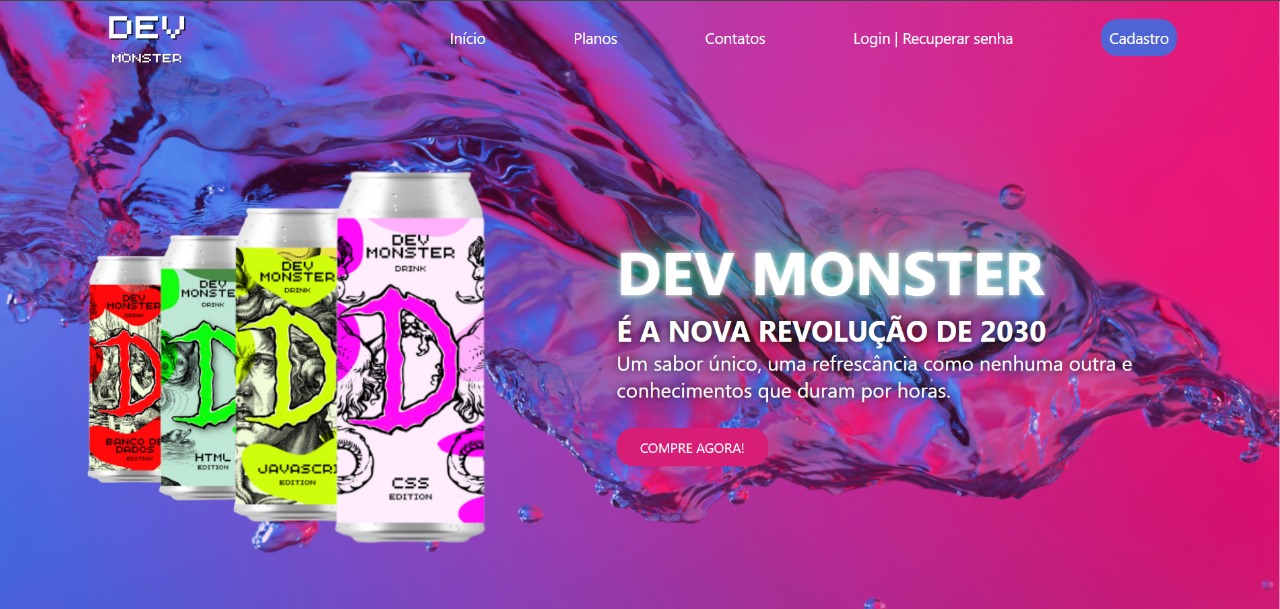 DEV
MONSTER
Início
Planos
Contatos
Login | Recuperar senha
Cadastro
DEV MONSTER
É A NOVA REVOLUÇÃO DE 2030
Um sabor único, uma refrescância como nenhuma outra e
conhecimentos que duram por horas.
COMPRE AGORA!
DEV
MONSTER
DRINK
D
BANCO DE
DADOS
EDITION
DEV
MONSTE
DRINK
D
HTML
EDITION
DEV
MONSTER
DRINK
D
JAVASCRI
EDITION
DEV
MONSTER
DRINK
D
CSS
EDITION